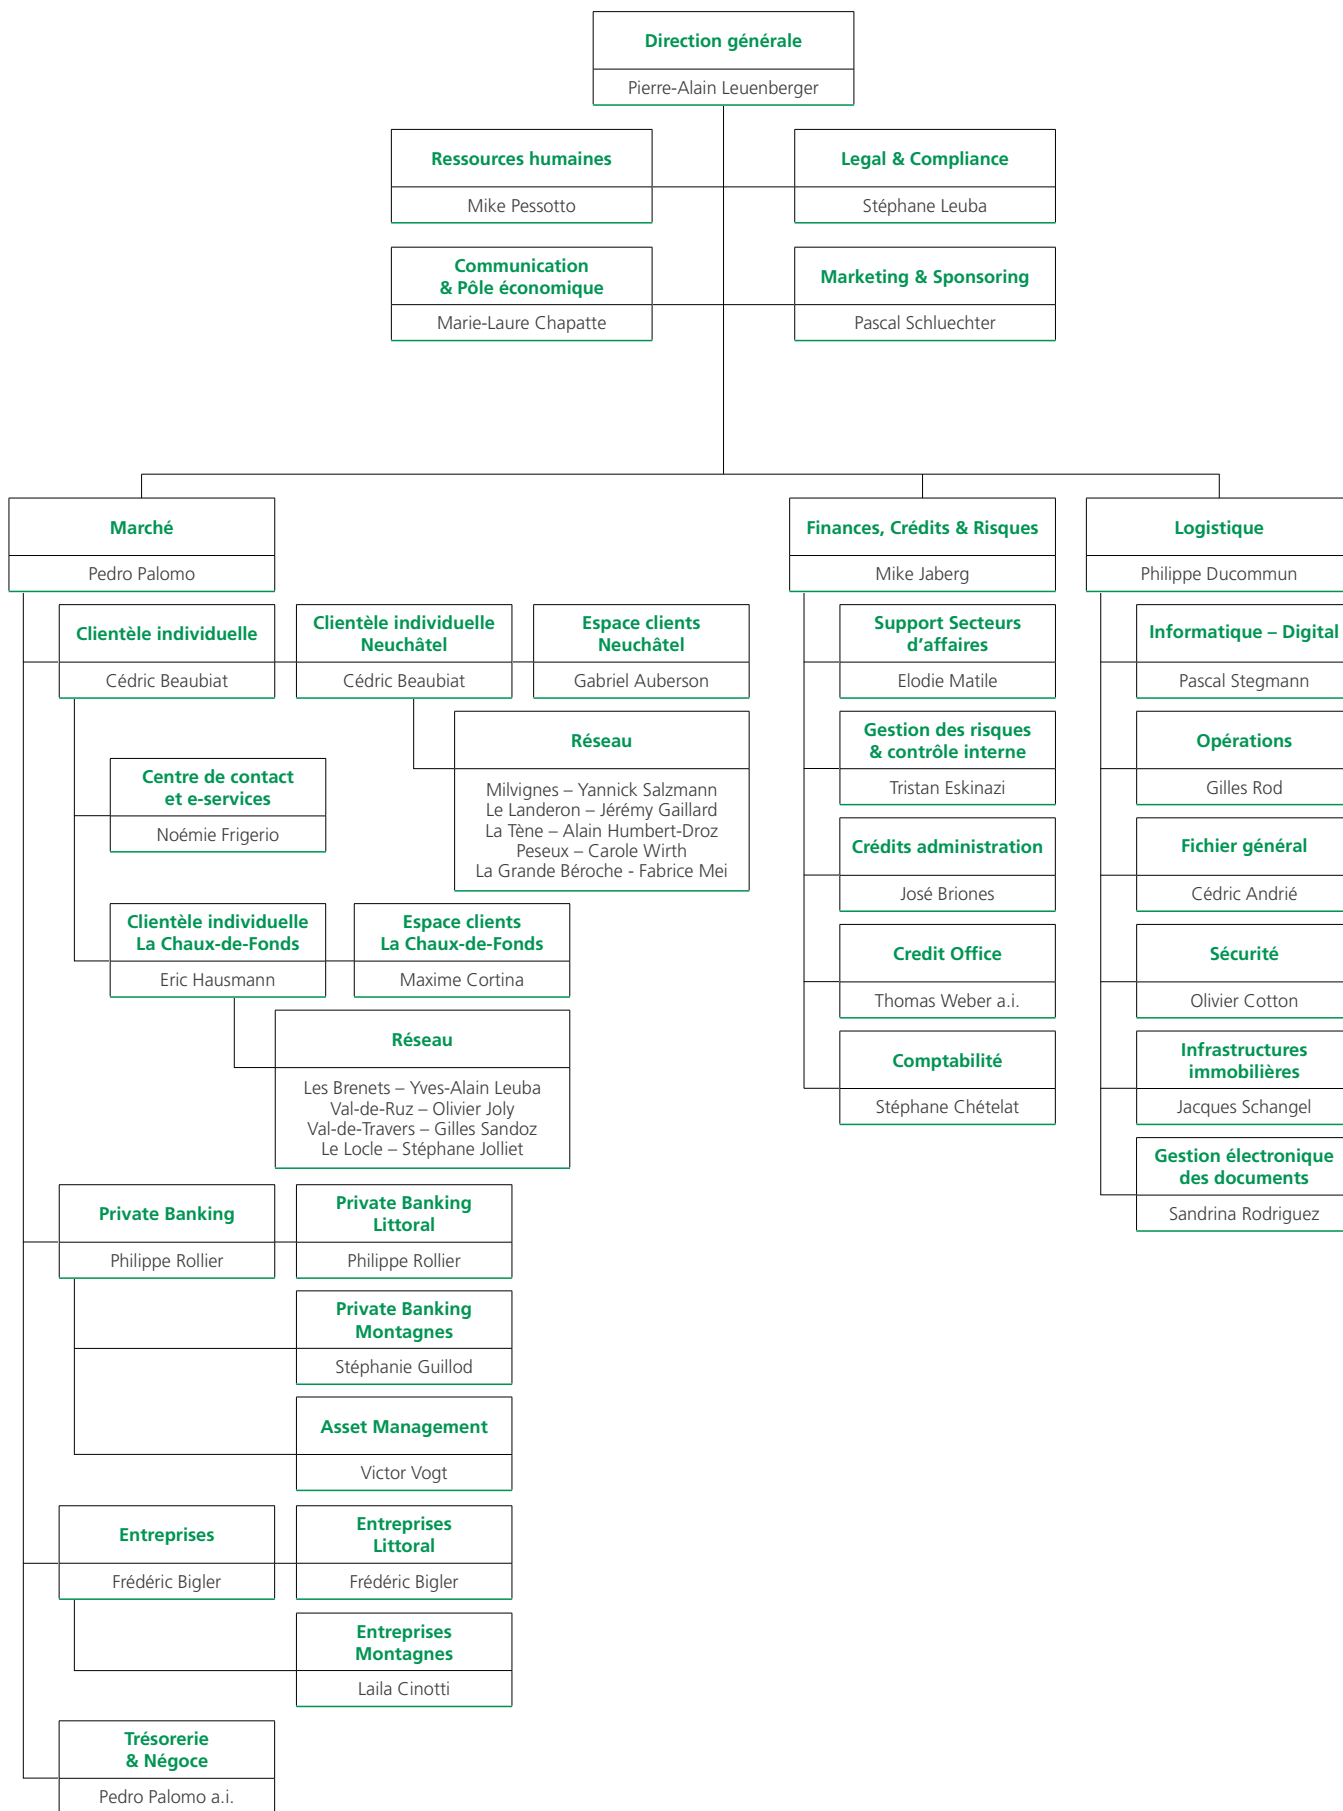 Direction générale
Pierre-Alain Leuenberger
Ressources humaines
Mike Pessotto
Legal & Compliance
Stéphane Leuba
Communication
& Pôle économique
Marie-Laure Chapatte
Marketing & Sponsoring
Pascal Schluechter
Marché
Pedro Palomo
Clientèle individuelle
Cédric Beaubiat
Clientèle individuelle
Neuchâtel
Cédric Beaubiat
Espace clients
Neuchâtel
Gabriel Auberson
Réseau
Milvignes – Yannick Salzmann
Le Landeron – Jérémy Gaillard
La Tène – Alain Humbert-Droz
Peseux – Carole Wirth
La Grande Béroche - Fabrice Mei
Centre de contact
et e-services
Noémie Frigerio
Clientèle individuelle
La Chaux-de-Fonds
Eric Hausmann
Espace clients
La Chaux-de-Fonds
Maxime Cortina
Réseau
Les Brenets – Yves-Alain Leuba
Val-de-Ruz – Olivier Joly
Val-de-Travers – Gilles Sandoz
Le Locle – Stéphane Jolliet
Private Banking
Philippe Rollier
Private Banking
Littoral
Philippe Rollier
Private Banking
Montagnes
Stéphanie Guillod
Asset Management
Victor Vogt
Entreprises
Frédéric Bigler
Entreprises
Littoral
Frédéric Bigler
Entreprises
Montagnes
Laila Cinotti
Trésorerie
& Négoce
Pedro Palomo a.i.
Finances, Crédits & Risques
Mike Jaberg
Support Secteurs
d’affaires
Elodie Matile
Gestion des risques
& contrôle interne
Tristan Eskinazi
Crédits administration
José Briones
Credit Office
Thomas Weber a.i.
Comptabilité
Stéphane Chételat
Logistique
Philippe Ducommun
Informatique – Digital
Pascal Stegmann
Opérations
Gilles Rod
Fichier général
Cédric Andrié
Sécurité
Olivier Cotton
Infrastructures
immobilières
Jacques Schangel
Gestion électronique
des documents
Sandrina Rodriguez